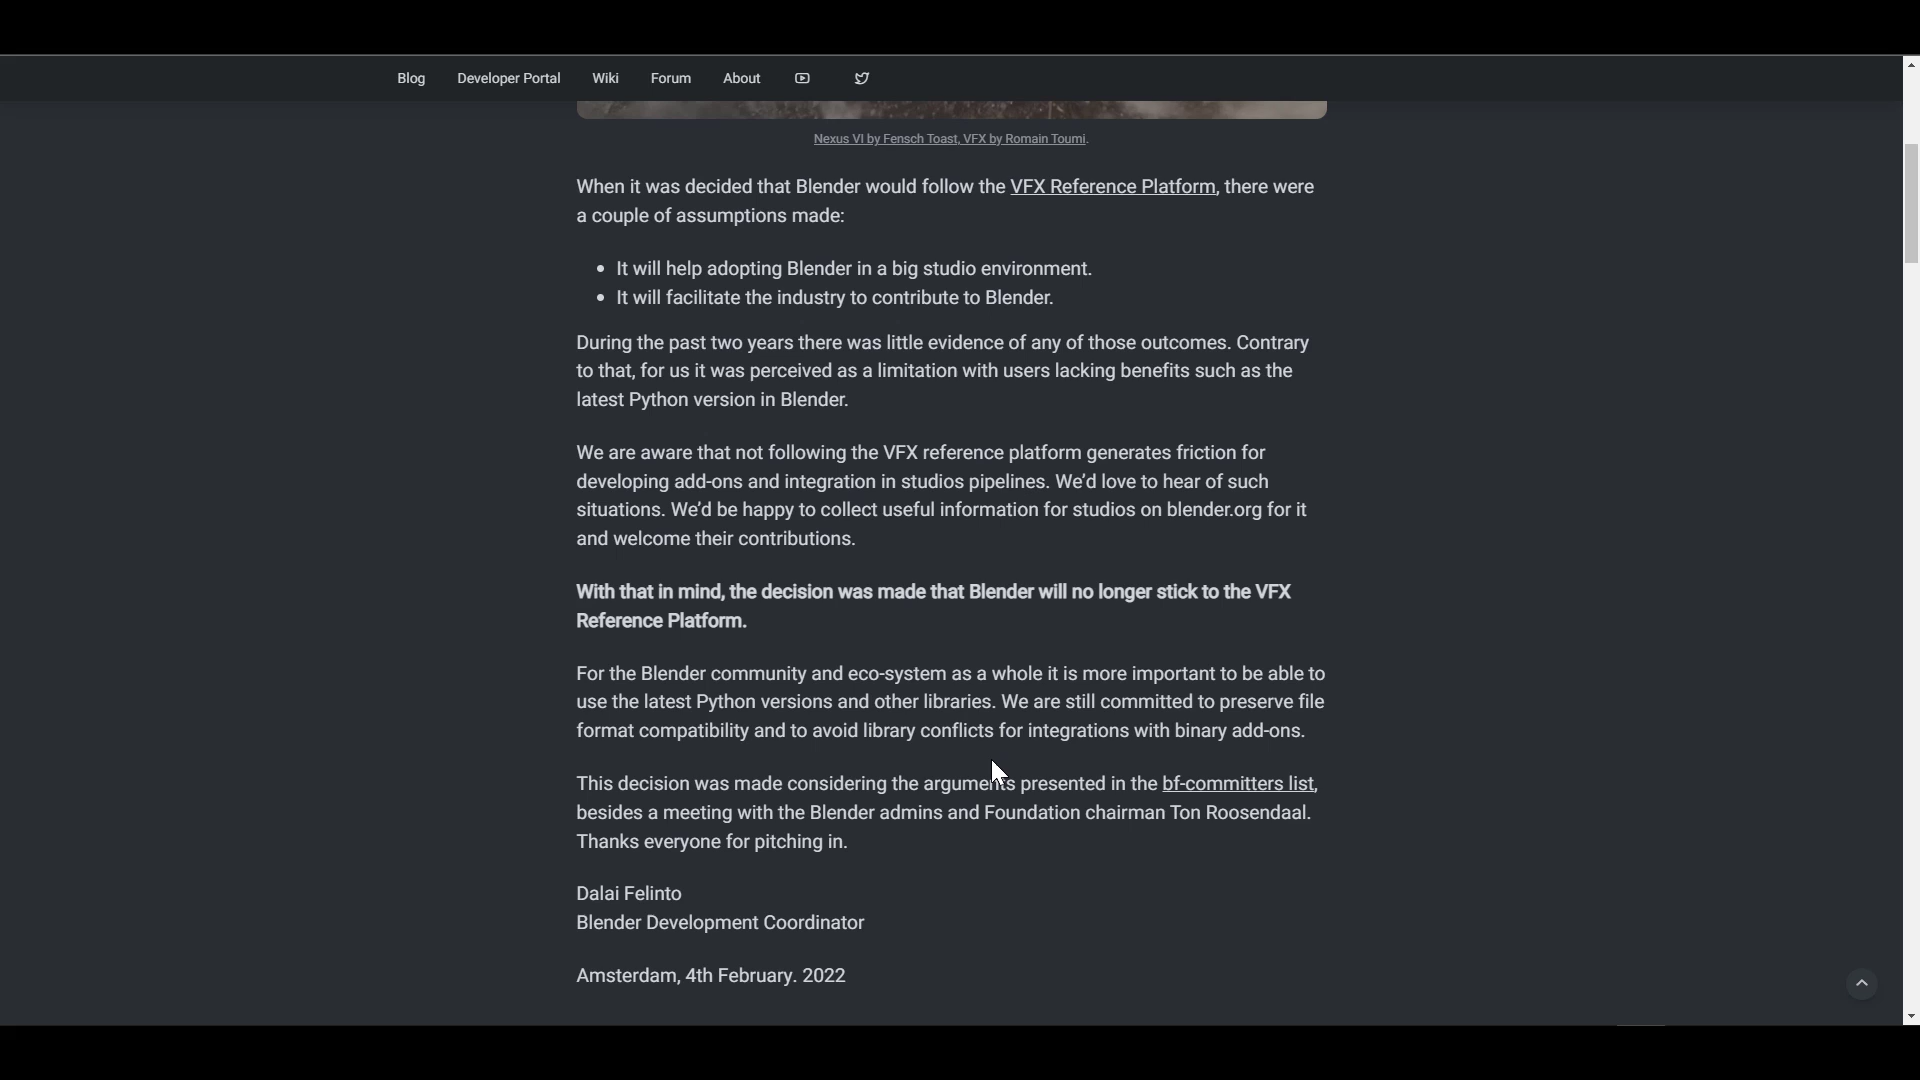 Blog Developer Portal Wiki Forum About
Nexus VI by Fensch Toast, VFX by Romain Toumi.
When it was decided that Blender would follow the VFX Reference Platform, there were
a couple of assumptions made:
• It will help adopting Blender in a big studio environment.
• It will facilitate the industry to contribute to Blender.
During the past two years there was little evidence of any of those outcomes. Contrary
to that, for us it was perceived as a limitation with users lacking benefits such as the
latest Python version in Blender.
We are aware that not following the VFX reference platform generates friction for
developing add-ons and integration in studios pipelines. We’d love to hear of such
situations. We’d be happy to collect useful information for studios on blender.org for it
and welcome their contributions.
With that in mind, the decision was made that Blender will no longer stick to the VFX
Reference Platform.
For the Blender community and eco-system as a whole it is more important to be able to
use the latest Python versions and other libraries. We are still committed to preserve file
format compatibility and to avoid library conflicts for integrations with binary add-ons.
This decision was made considering the arguments presented in the bf-committers list,
besides a meeting with the Blender admins and Foundation chairman Ton Roosendaal.
Thanks everyone for pitching in.
Dalai Felinto
Blender Development Coordinator
Amsterdam, 4th February. 2022